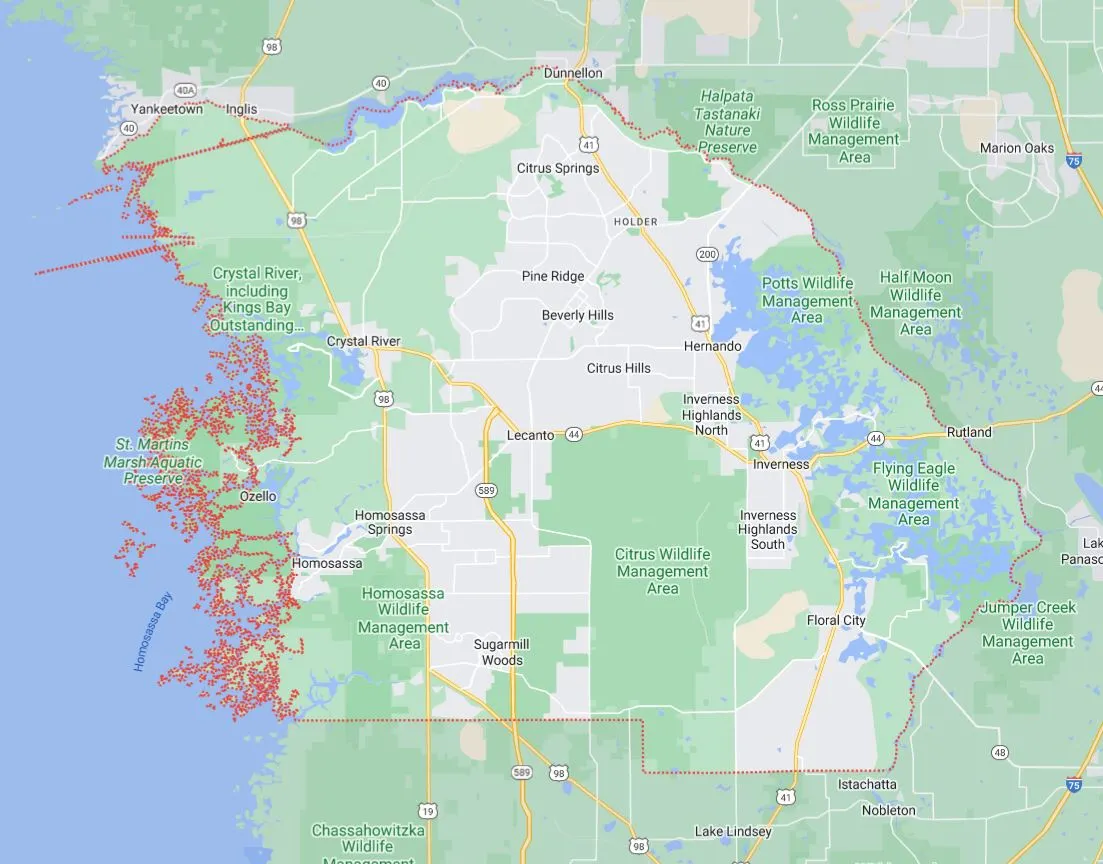 98
Dunnellon
40A
40
Yankeetown
Inglis
40
Halpata
Tastanaki
Nature
Preserve
Ross Prairie
Wildlife
Management
Area
41
Marion Oaks
75
Citrus Springs
98
HOLDER
200
Crystal River,
including
Kings Bay
Outstanding...
Pine Ridge
Potts Wildlife
Management
Area
Half Moon
Wildlife
Management
Area
Beverly Hills
41
Crystal River
Hernando
Citrus Hills
44
98
Inverness
Highlands
North
St. Martins
Marsh Aquatic
Preserve
Lecanto
44
41
44
Rutland
Inverness
Flying Eagle
Wildlife
Management
Area
589
Ozello
Homosassa
Springs
Inverness
Highlands
South
Citrus Wildlife
Management
Area
Lak
Panaso
Homosassa
Homosassa
Wildlife
Management
Area
Homosassa Bay
Floral City
Jumper Creek
Wildlife
Management
Area
Sugarmill
Woods
48
589
98
Istachatta
75
41
19
Nobleton
Chassahowitzka
Wildlife
Management
Lake Lindsey
98